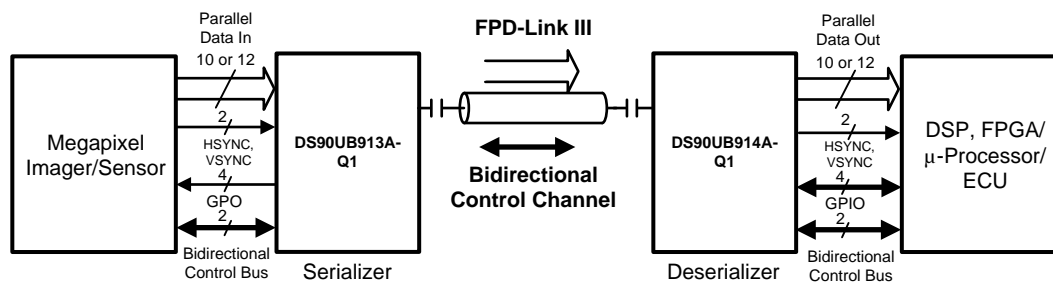 Parallel
Data In
10 or 12
2
HSYNC,
VSYNC
4
GPO
2
Bidirectional
Control Bus
Megapixel
Imager/Sensor
DS90UB913A-
Q1
Serializer
FPD-Link III
Bidirectional
Control Channel
DS90UB914A-
Q1
Deserializer
Parallel
Data Out
10 or 12
2
HSYNC,
VSYNC
4
GPIO
2
Bidirectional
Control Bus
DSP, FPGA/
µ-Processor/
ECU